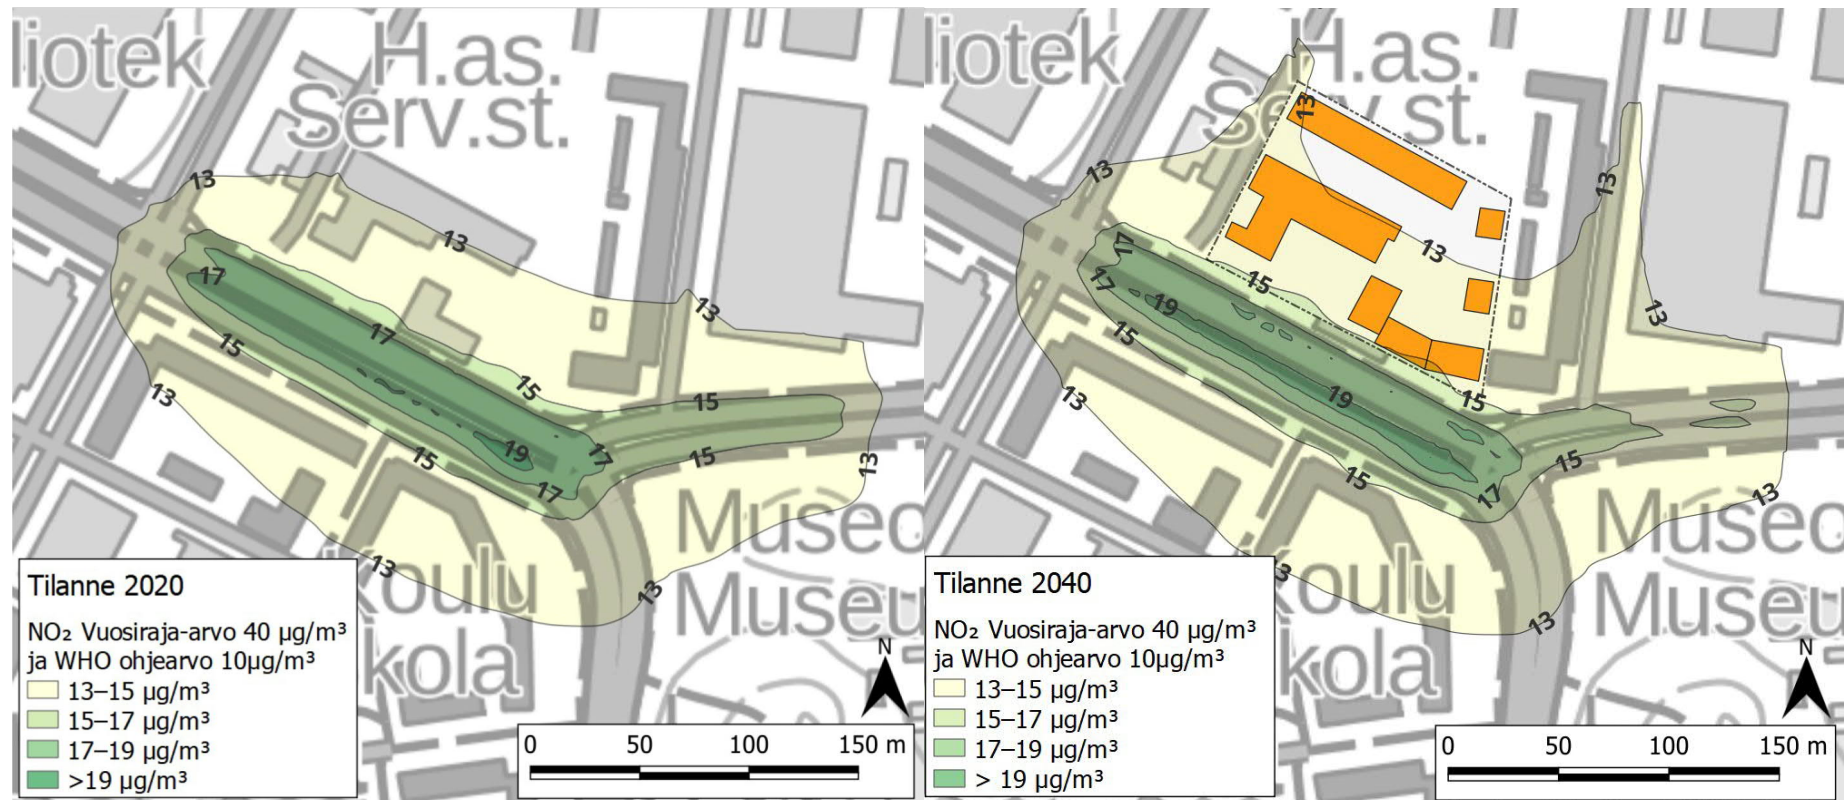 liotek
H.as.
Serv.st.
13
13
13
17
17
15
15
15
13
19
17
15
15
17
13
13
13
Museo
Museu
Koulu
kola
Tilanne 2020
NO₂ Vuosiraja-arvo 40 µg/m³
ja WHO ohjearvo 10µg/m³
13–15 µg/m³
15–17 µg/m³
17–19 µg/m³
>19 µg/m³
N
0 50 100 150 m
liotek
H.as.
Serv.st.
13
13
13
13
13
17
17
15
19
15
13
19
15
15
15
17
13
13
13
Museo
Museu
Koulu
kola
Tilanne 2040
NO₂ Vuosiraja-arvo 40 µg/m³
ja WHO ohjearvo 10µg/m³
13–15 µg/m³
15–17 µg/m³
17–19 µg/m³
> 19 µg/m³
N
0 50 100 150 m